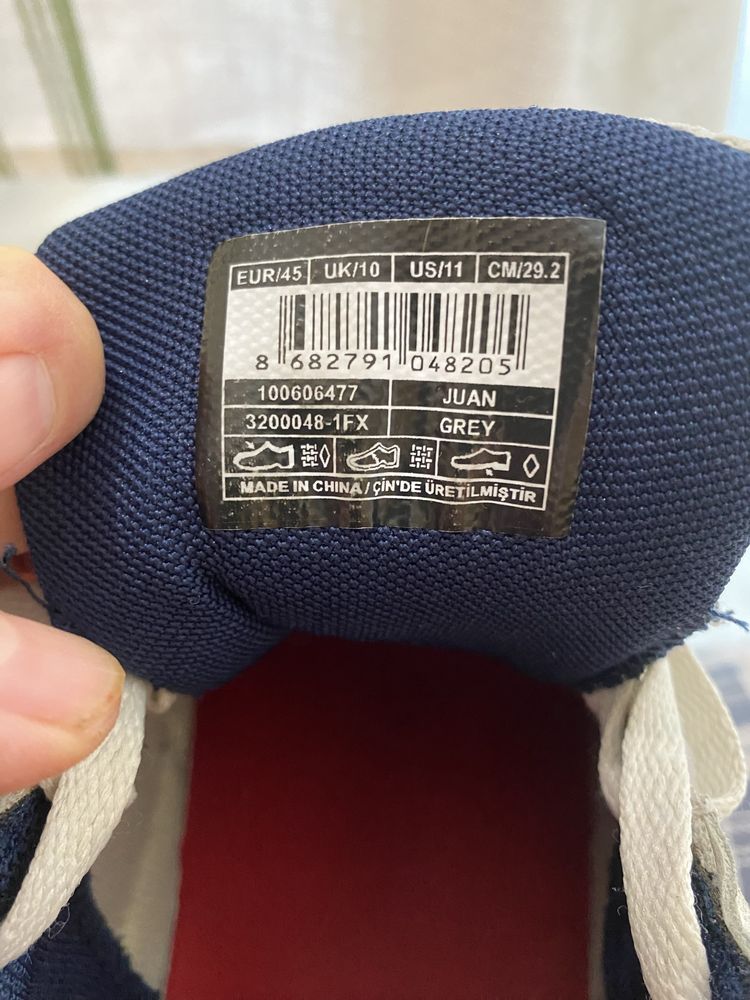 EUR/45 UK/10 US/11 CM/29.2
8 682791 048205
100606477 JUAN
3200048-1FX GREY
MADE IN CHINA / ÇİN'DE ÜRETİLMİŞTİR